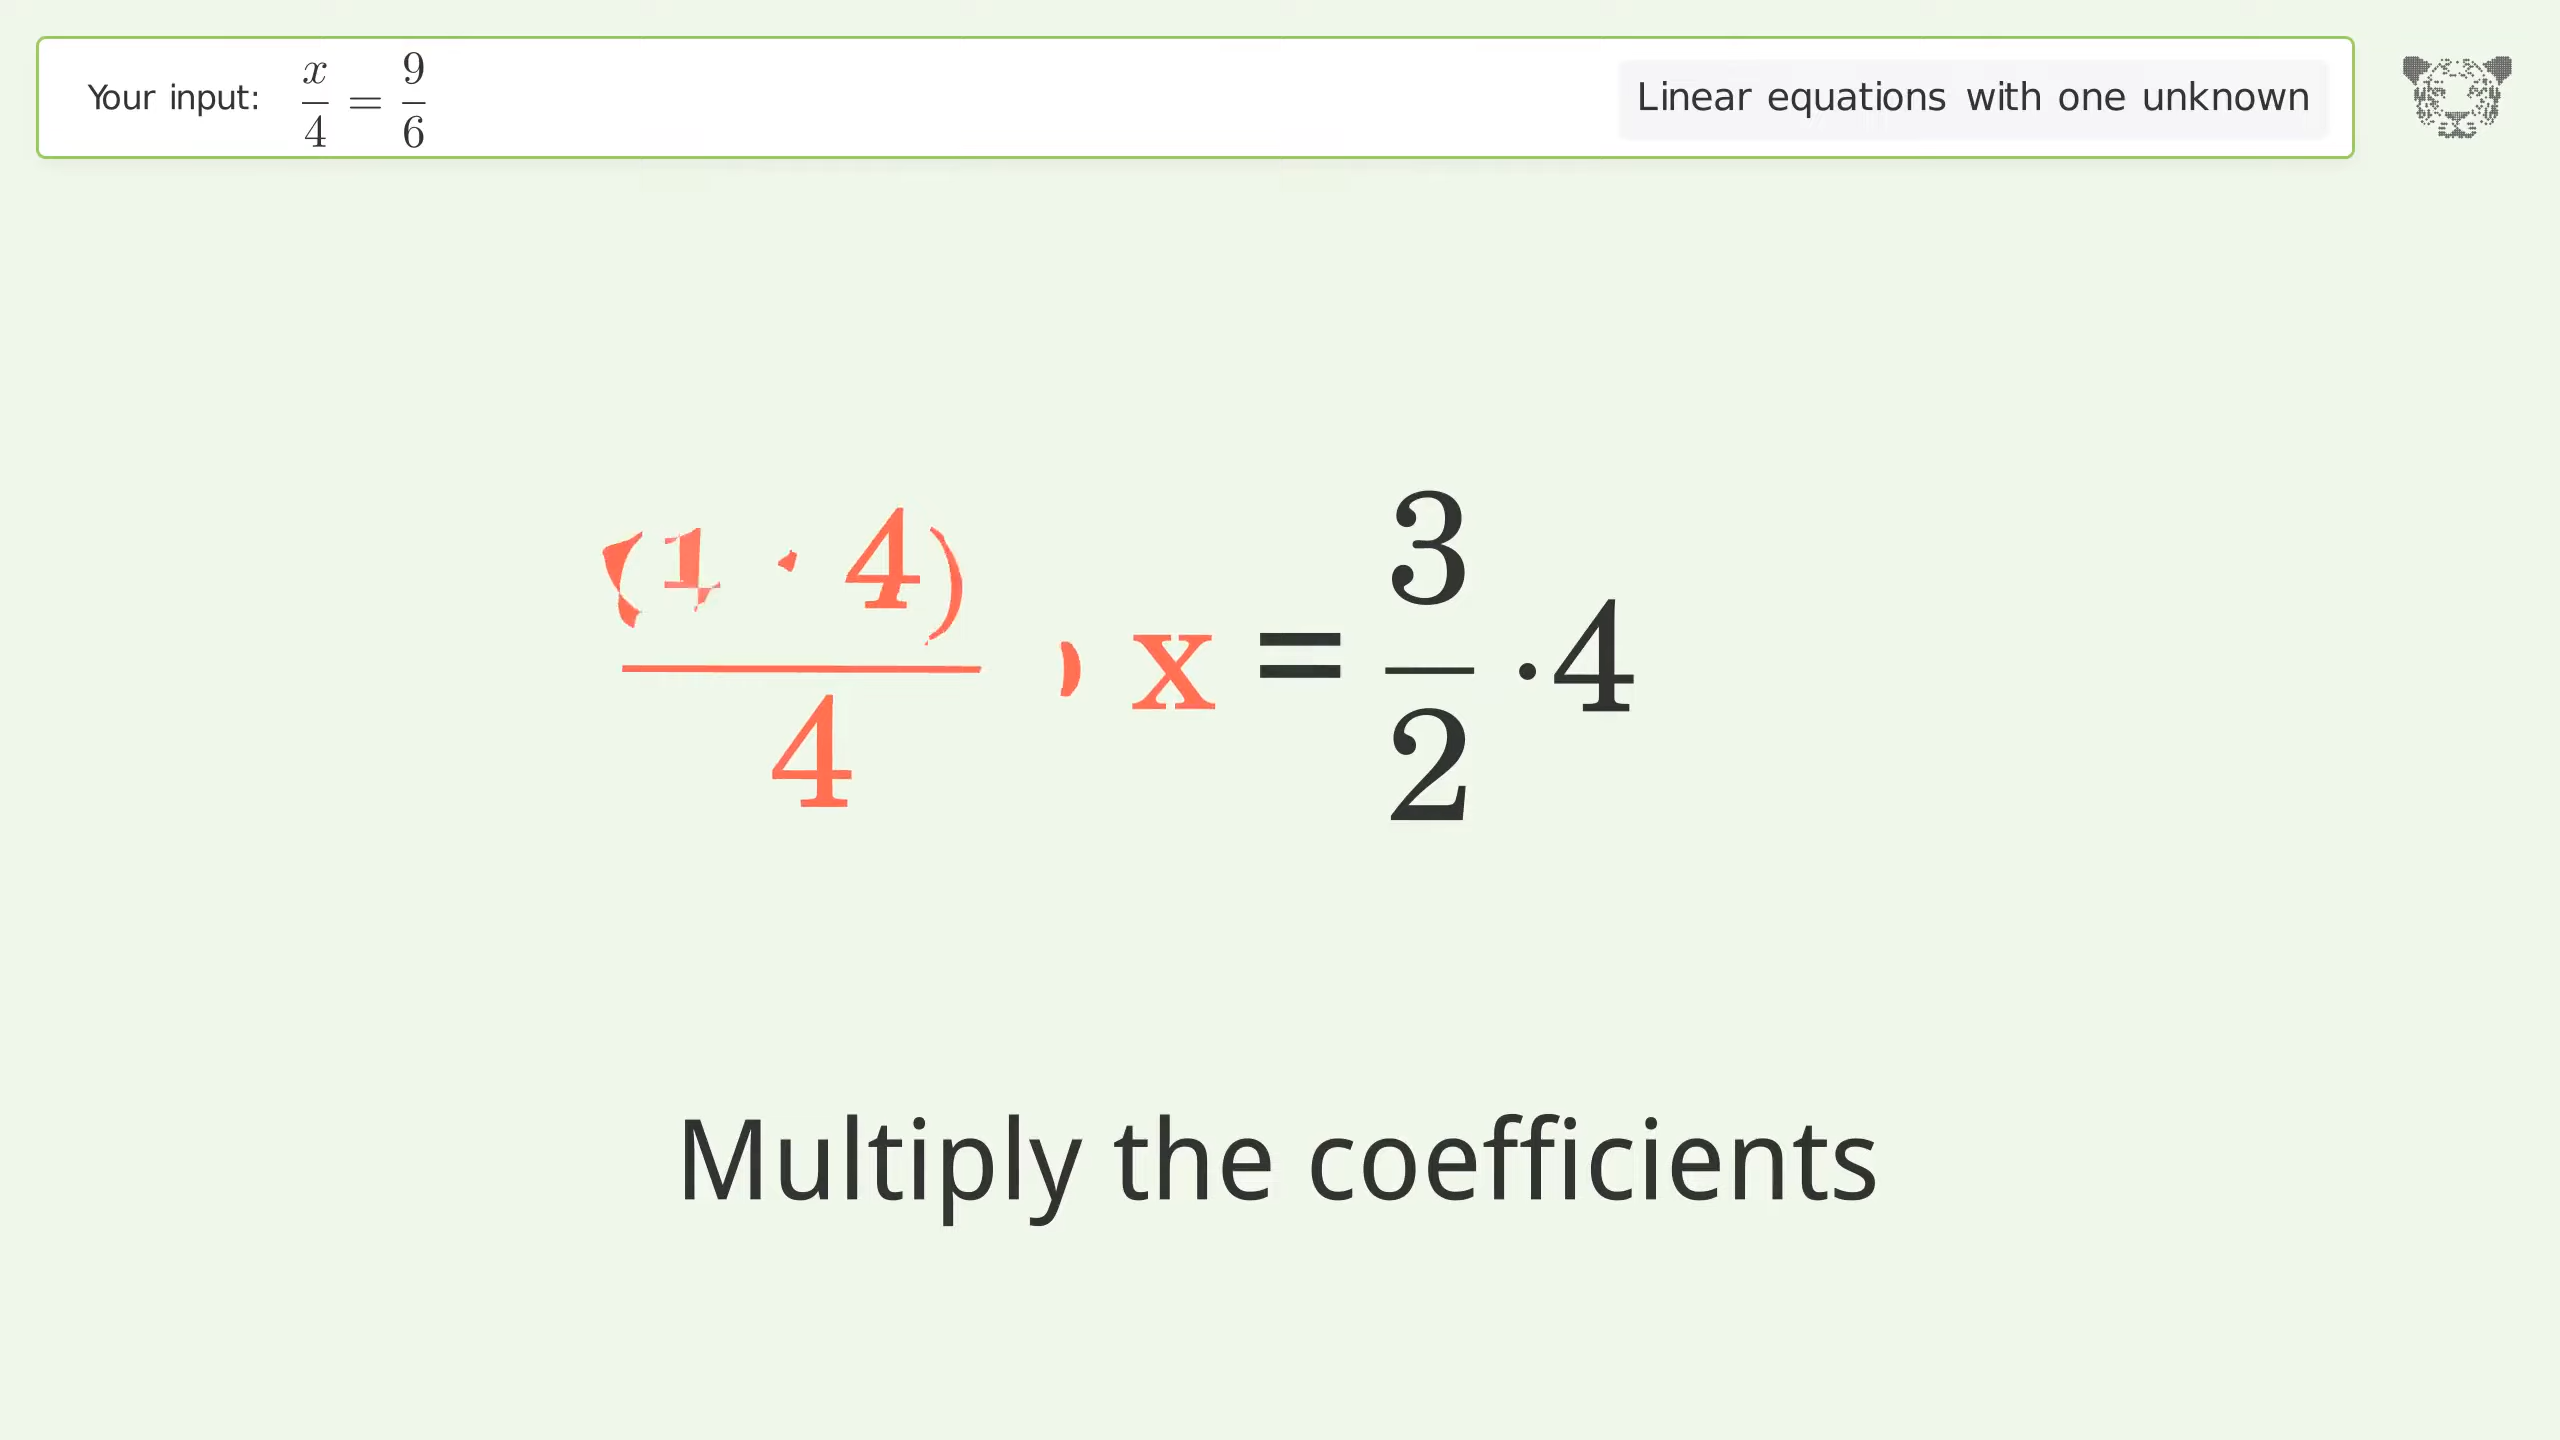 Your input: x/4 = 9/6
Linear equations with one unknown
(1 · 4)/4 · x = 3/2 · 4
Multiply the coefficients